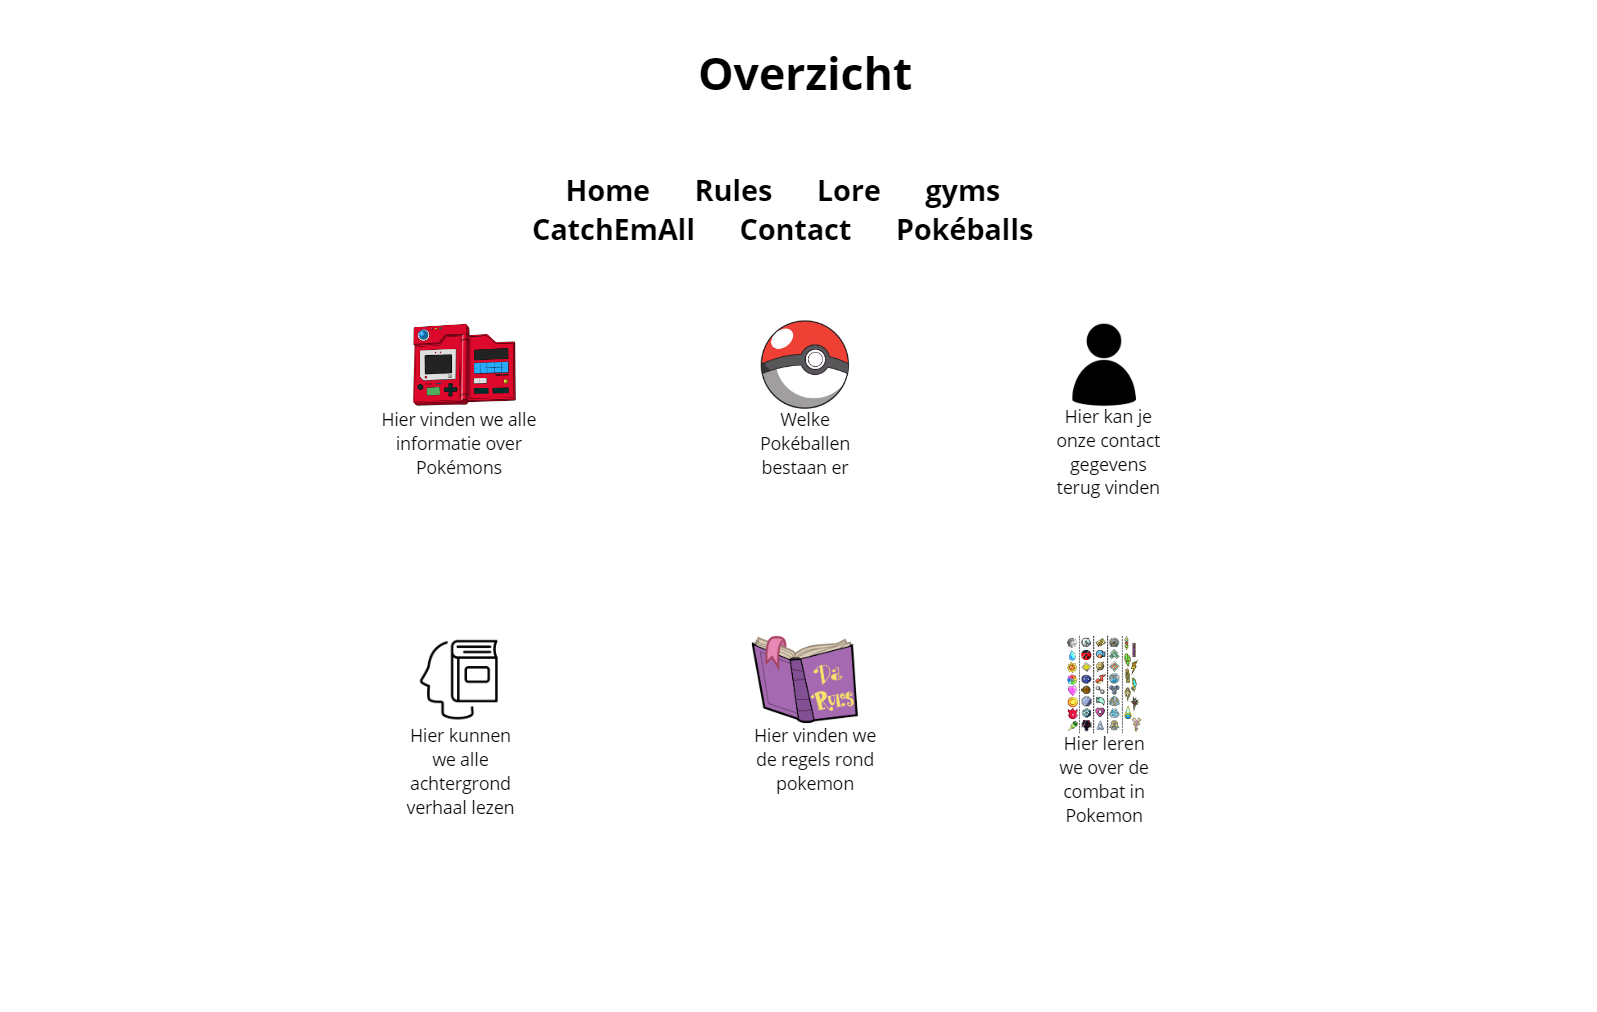 Overzicht
Home Rules Lore gyms
CatchEmAll Contact Pokéballs
Hier vinden we alle
informatie over
Pokémons
Welke
Pokéballen
bestaan er
Hier kan je
onze contact
gegevens
terug vinden
Hier kunnen
we alle
achtergrond
verhaal lezen
Da
Rules
Hier vinden we
de regels rond
pokemon
Hier leren
we over de
combat in
Pokemon